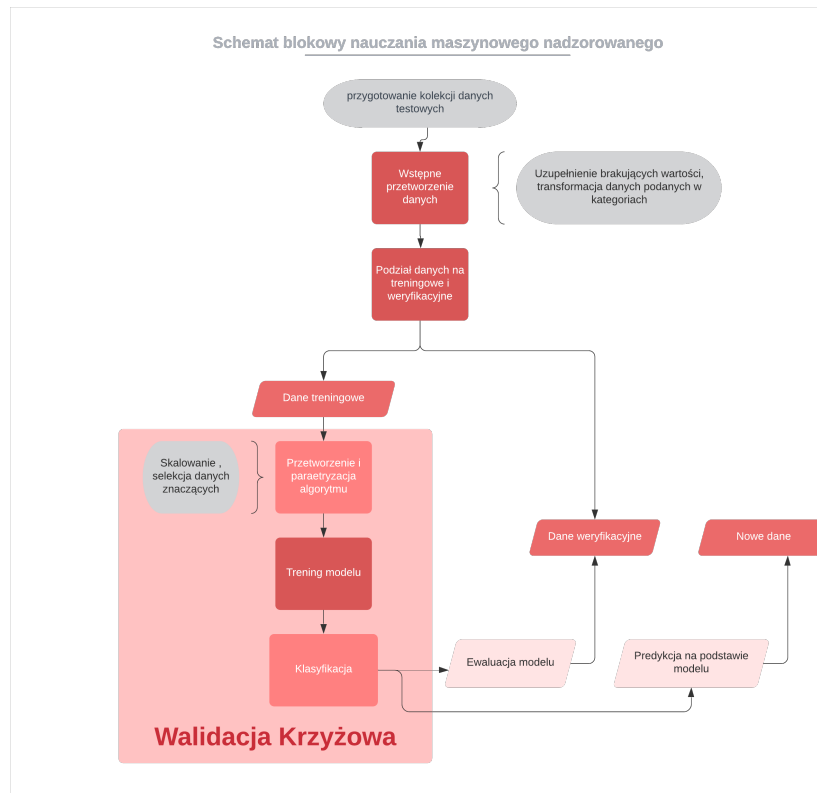 Schemat blokowy nauczania maszynowego nadzorowanego
przygotowanie kolekcji danych
testowych
Wstępne
przetworzenie
danych
Uzupełnienie brakujących wartości,
transformacja danych podanych w
kategoriach
Podział danych na
treningowe i
weryfikacyjne
Dane treningowe
Skalowanie ,
selekcja danych
znaczących
Przetworzenie i
paraetryzacja
algorytmu
Trening modelu
Klasyfikacja
Walidacja Krzyżowa
Dane weryfikacyjne
Nowe dane
Ewaluacja modelu
Predykcja na podstawie
modelu